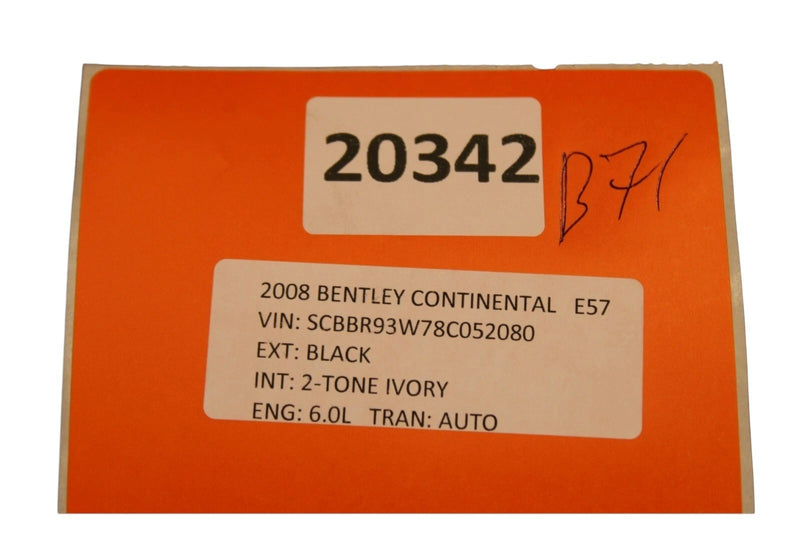 20342
B71
2008 BENTLEY CONTINENTAL E57
VIN: SCBBR93W78C052080
EXT: BLACK
INT: 2-TONE IVORY
ENG: 6.0L TRAN: AUTO